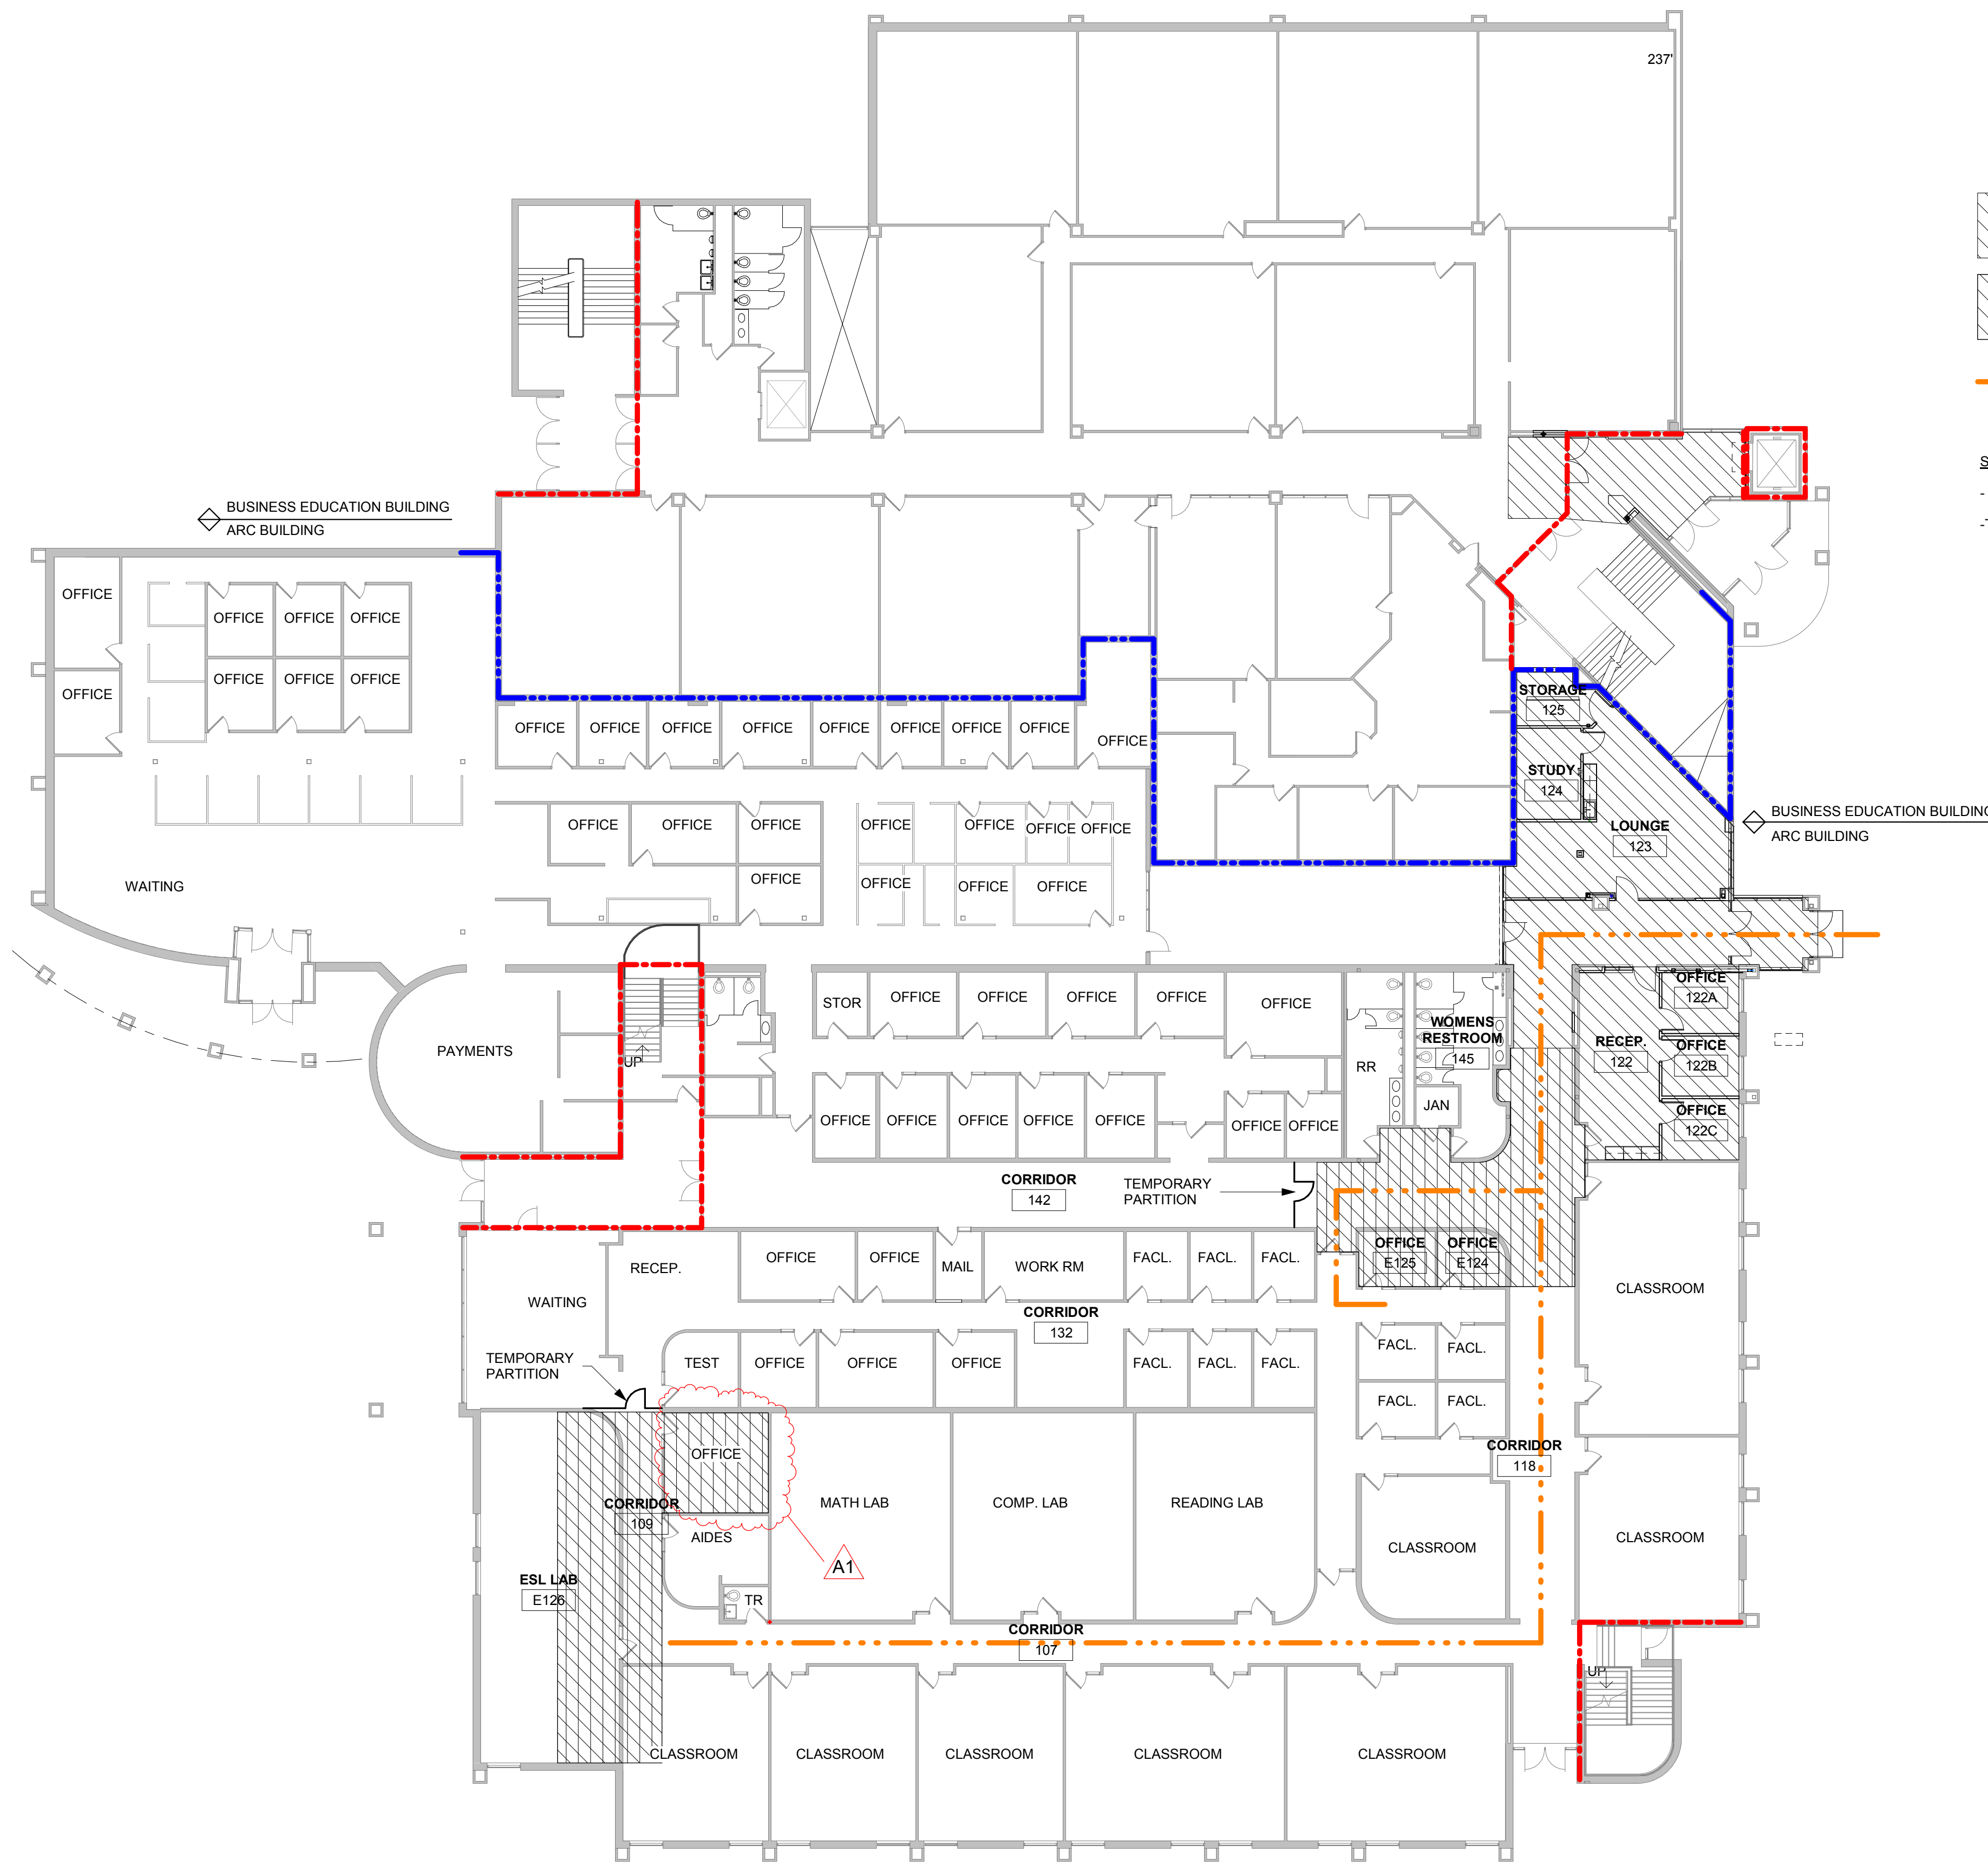 237'
S
-
-
BUSINESS EDUCATION BUILDING
ARC BUILDING
OFFICE
OFFICE OFFICE OFFICE
OFFICE OFFICE OFFICE
OFFICE
STORAGE
125
OFFICE OFFICE OFFICE OFFICE OFFICE OFFICE OFFICE OFFICE
OFFICE
STUDY
124
BUSINESS EDUCATION BUILDING
ARC BUILDING
OFFICE OFFICE OFFICE OFFICE OFFICE OFFICE OFFICE
LOUNGE
123
OFFICE OFFICE OFFICE OFFICE
WAITING
OFFICE
122A
STOR OFFICE OFFICE OFFICE OFFICE OFFICE
WOMENS
RESTROOM
145
PAYMENTS
UP
RR
RECEP.
122
OFFICE
122B
JAN
OFFICE
122C
OFFICE OFFICE OFFICE OFFICE OFFICE OFFICE OFFICE
CORRIDOR
142
TEMPORARY
PARTITION
OFFICE
E125
OFFICE
E124
RECEP.
OFFICE OFFICE MAIL WORK RM FACL. FACL. FACL.
CLASSROOM
WAITING
CORRIDOR
132
FACL. FACL.
TEMPORARY
PARTITION
TEST OFFICE OFFICE OFFICE FACL. FACL. FACL.
FACL. FACL.
CORRIDOR
118
OFFICE
CORRIDOR
109
MATH LAB COMP. LAB READING LAB
AIDES
CLASSROOM
CLASSROOM
A1
ESL LAB
E126
TR
CORRIDOR
107
UP
CLASSROOM CLASSROOM CLASSROOM CLASSROOM CLASSROOM